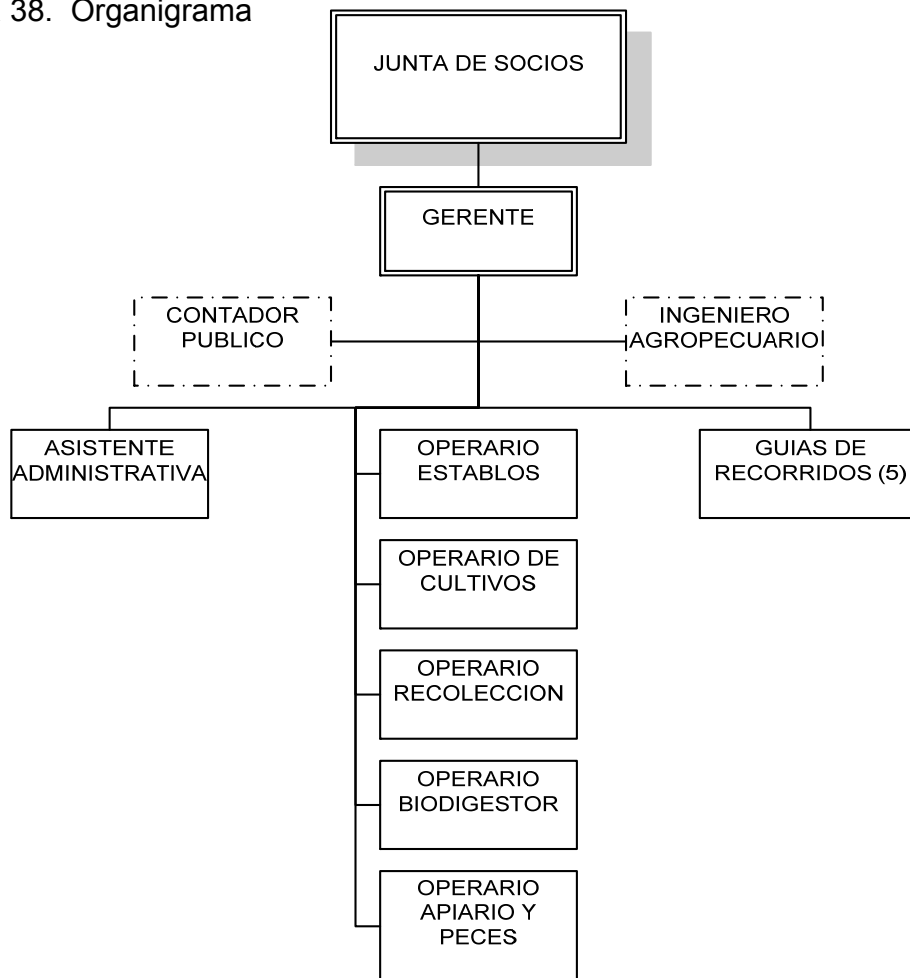 38. Organigrama
JUNTA DE SOCIOS
GERENTE
CONTADOR
PUBLICO
INGENIERO
AGROPECUARIO
ASISTENTE
ADMINISTRATIVA
OPERARIO
ESTABLOS
GUIAS DE
RECORRIDOS (5)
OPERARIO DE
CULTIVOS
OPERARIO
RECOLECCION
OPERARIO
BIODIGESTOR
OPERARIO
APIARIO Y
PECES